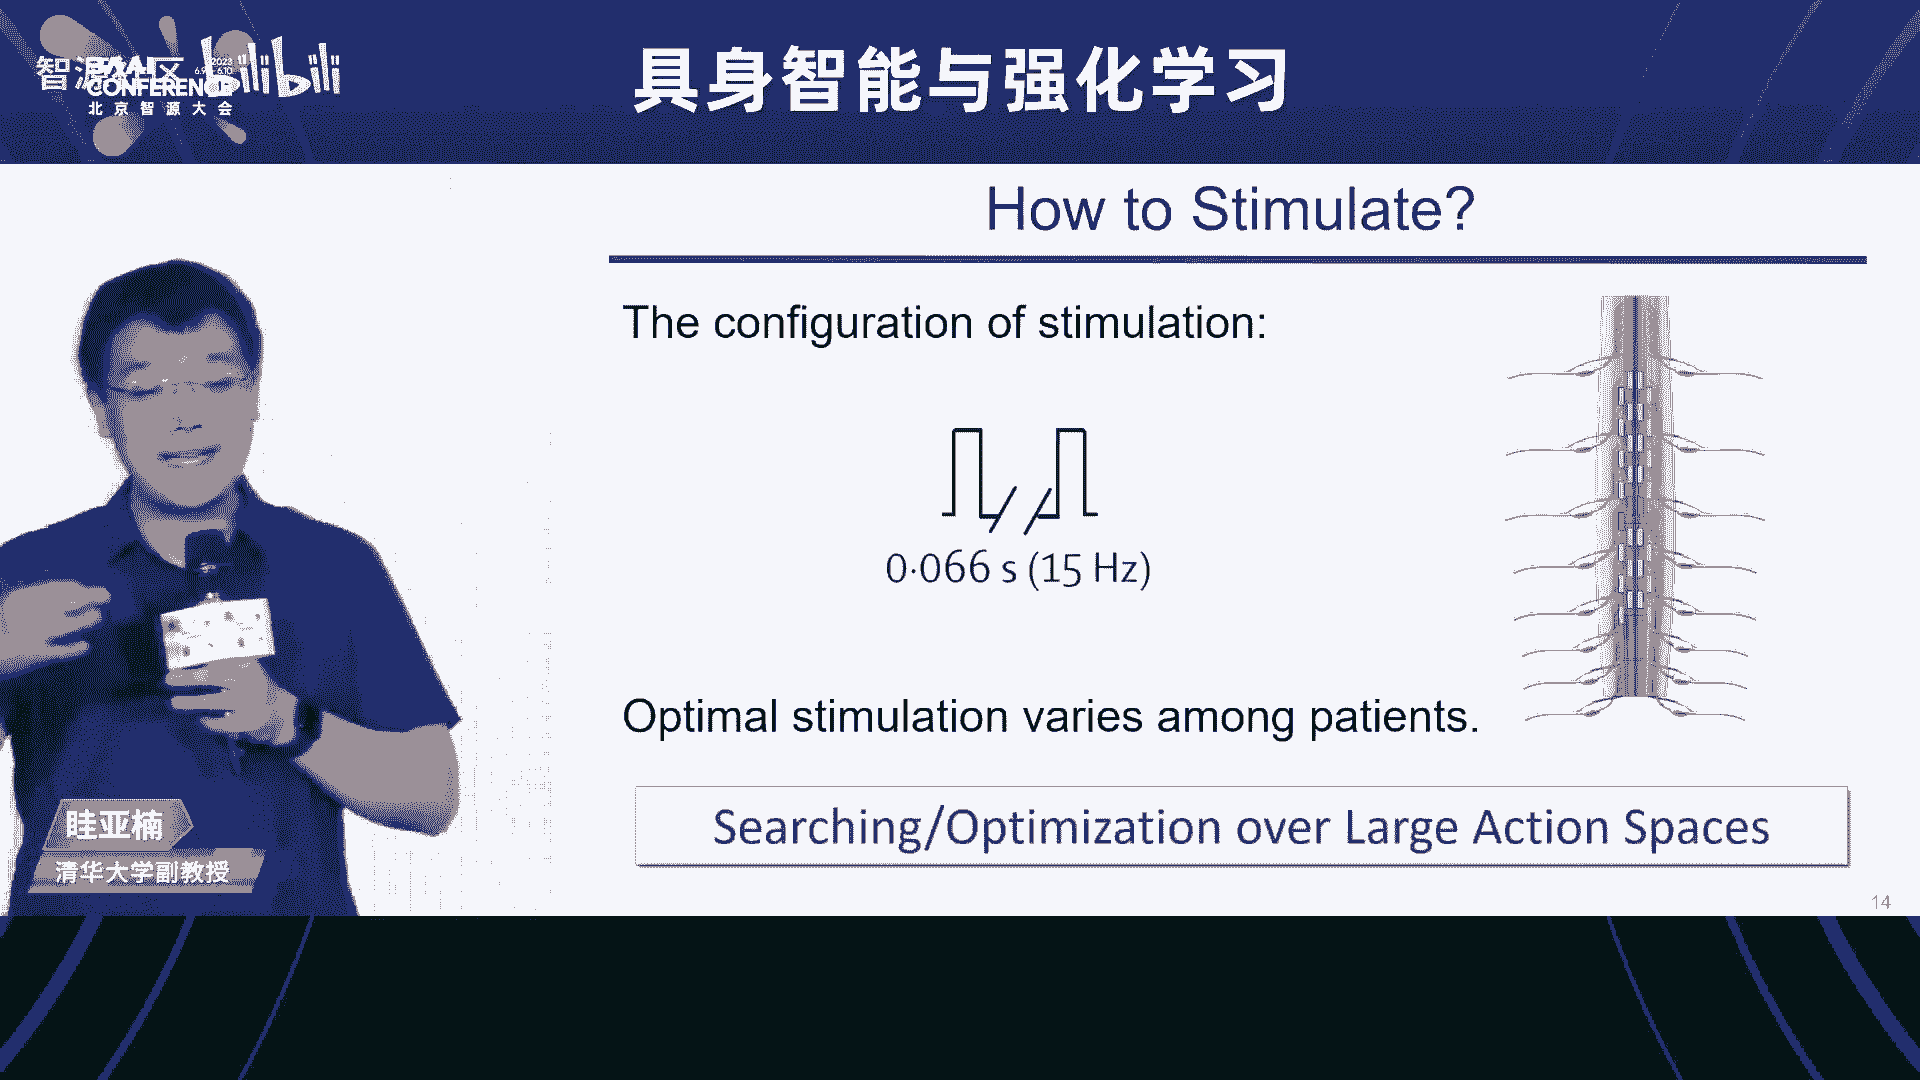 智源社区 bilibili
BAAI 2023
6.9-6.10
CONFERENCE
北京智源大会
具身智能与强化学习
How to Stimulate?
The configuration of stimulation:
0·066 s (15 Hz)
Optimal stimulation varies among patients.
Searching/Optimization over Large Action Spaces
眭亚楠
清华大学副教授
14